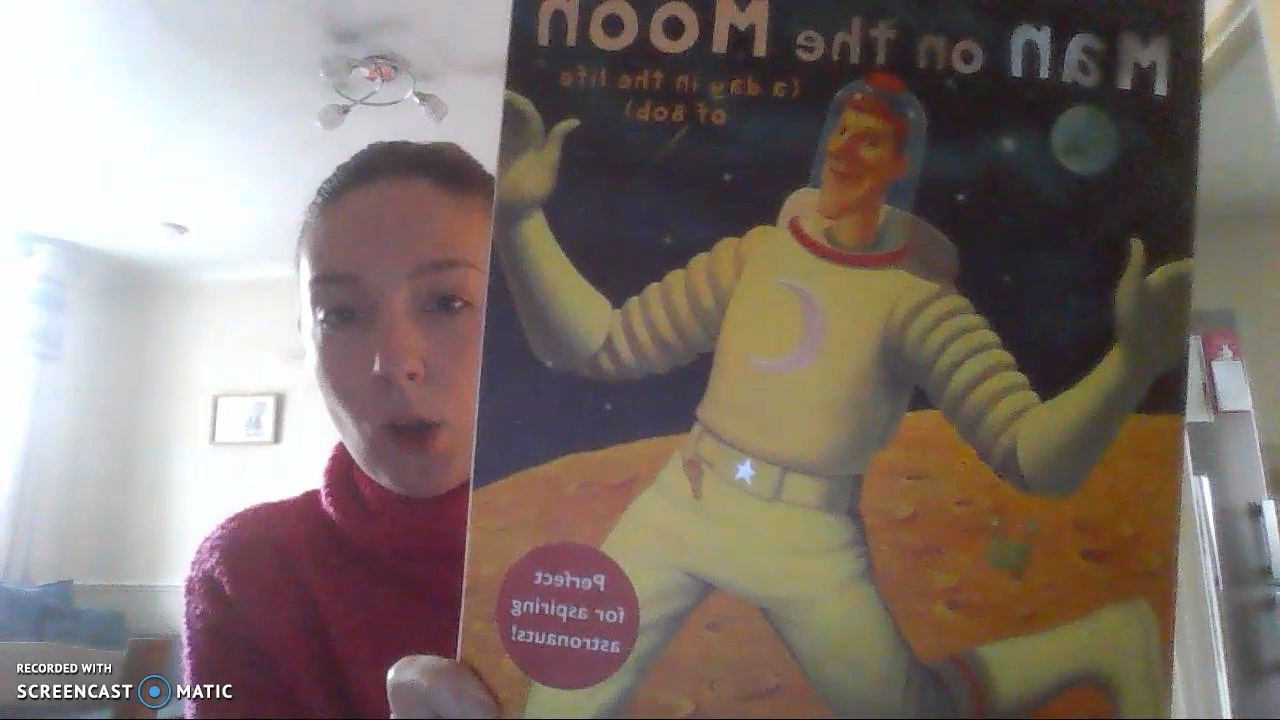 Man on the Moon
(a day in the life
of Bob)
Perfect
for aspiring
astronauts!
RECORDED WITH
SCREENCAST MATIC